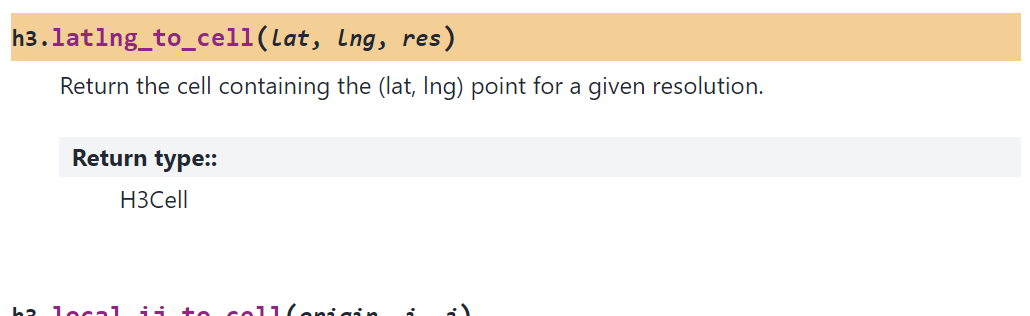 h3.latlng_to_cell(lat, lng, res)
Return the cell containing the (lat, lng) point for a given resolution.
Return type::
H3Cell
h3.local_ij_to_cell(origin, i, j)